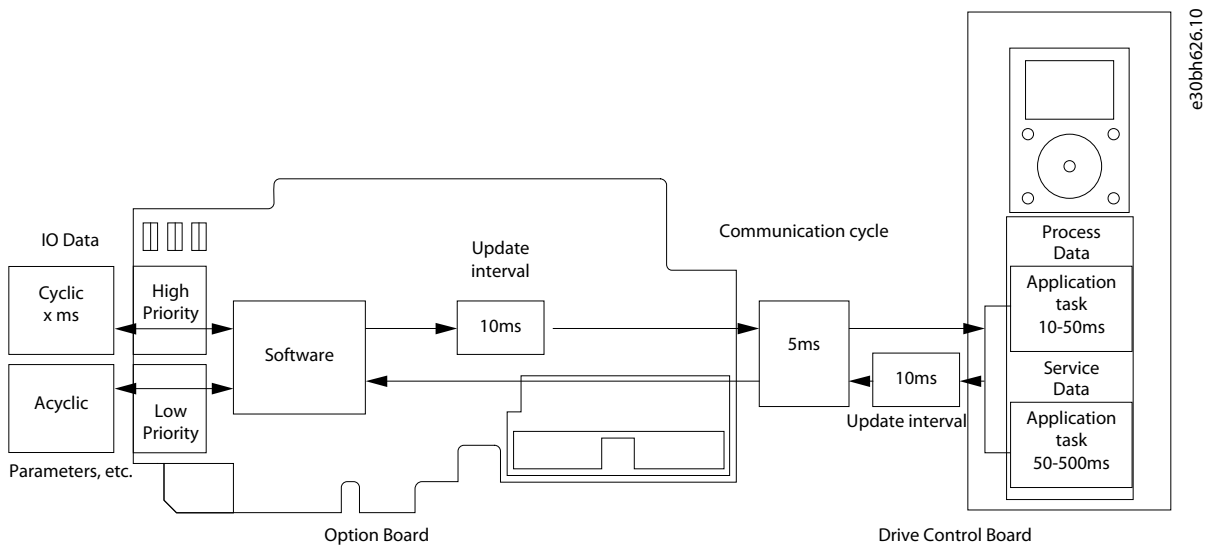 e30bh626.10
IO Data
Cyclic
x ms
High
Priority
Acyclic
Low
Priority
Parameters, etc.
Software
Update
interval
10ms
Communication cycle
5ms
10ms
Update interval
Process
Data
Application
task
10-50ms
Service
Data
Application
task
50-500ms
Option Board
Drive Control Board